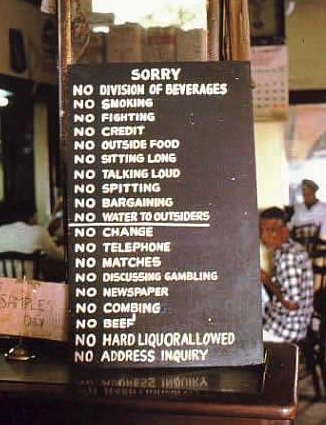 SORRY
NO DIVISION OF BEVERAGES
NO SMOKING
NO FIGHTING
NO CREDIT
NO OUTSIDE FOOD
NO SITTING LONG
NO TALKING LOUD
NO SPITTING
NO BARGAINING
NO WATER TO OUTSIDERS
NO CHANGE
NO TELEPHONE
NO MATCHES
NO DISCUSSING GAMBLING
NO NEWSPAPER
NO COMBING
NO BEEF
NO HARD LIQUORALLOWED
NO ADDRESS INQUIRY
SAMPLE